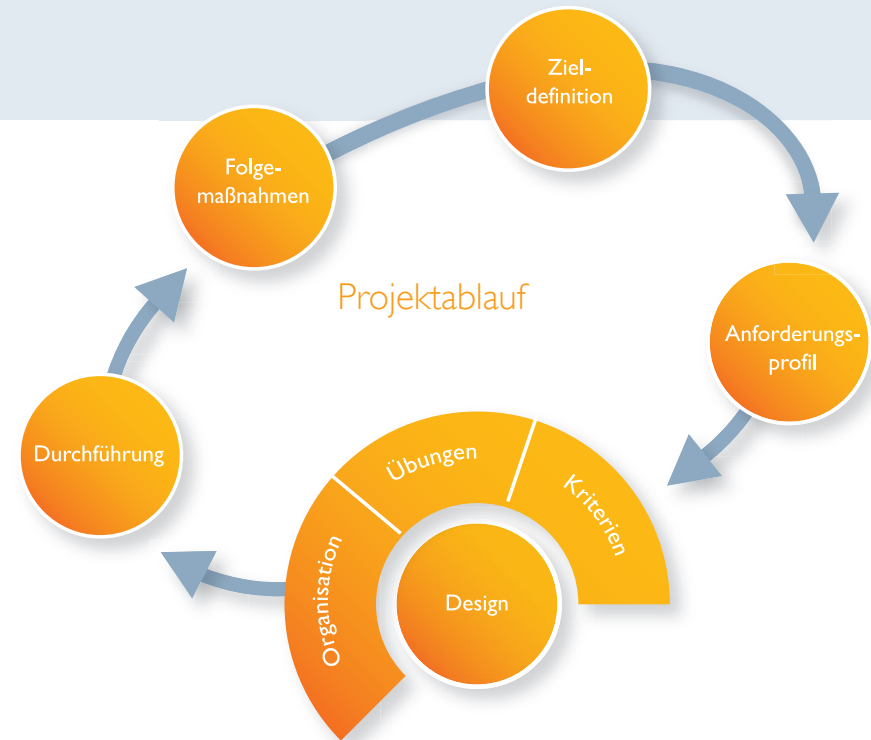 Ziel-
definition
Folge-
maßnahmen
Projektablauf
Anforderungs-
profil
Durchführung
Übungen
Kriterien
Organisation
Design